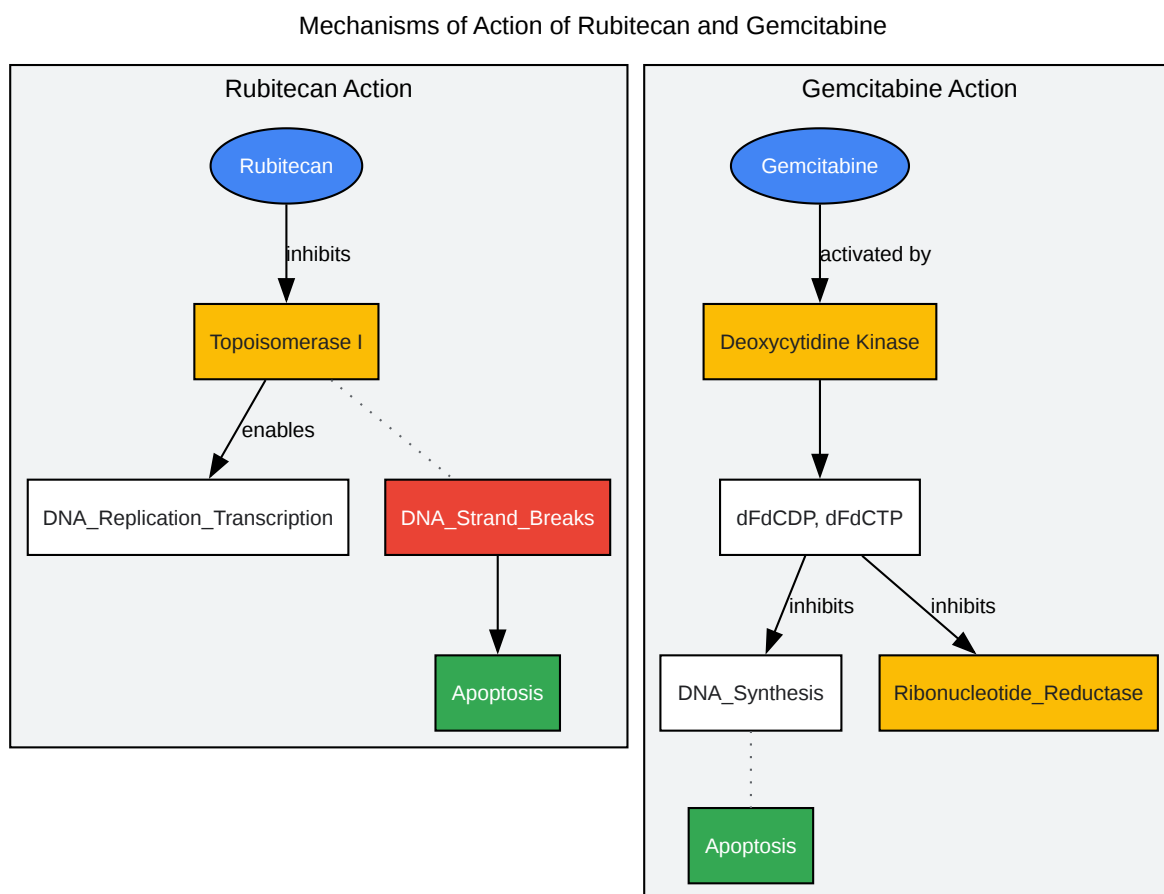 Mechanisms of Action of Rubitecan and Gemcitabine
Rubitecan Action
Rubitecan
inhibits
Topoisomerase I
enables
DNA_Replication_Transcription
DNA_Strand_Breaks
Apoptosis
Gemcitabine Action
Gemcitabine
activated by
Deoxycytidine Kinase
dFdCDP, dFdCTP
inhibits
inhibits
DNA_Synthesis
Ribonucleotide_Reductase
Apoptosis